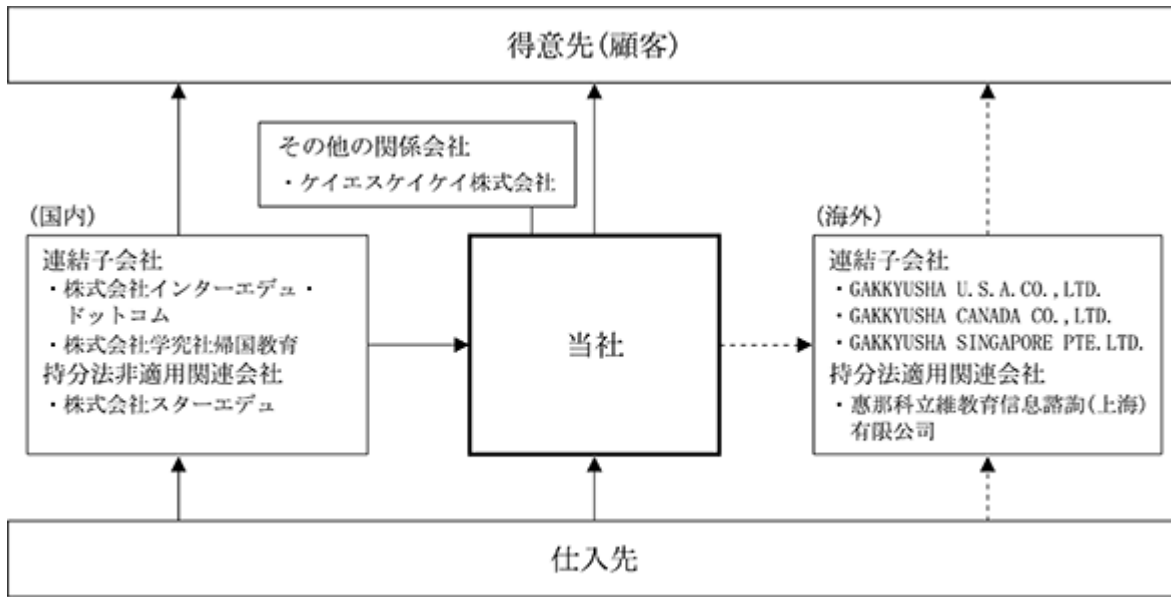 得意先(顧客)
その他の関係会社
・ケイエスケイケイ株式会社
(国内)
連結子会社
・株式会社インターエデュ・
ドットコム
・株式会社学究社帰国教育
持分法非適用関連会社
・株式会社スターエデュ
当社
(海外)
連結子会社
・GAKKYUSHA U.S.A.CO.,LTD.
・GAKKYUSHA CANADA CO.,LTD.
・GAKKYUSHA SINGAPORE PTE.LTD.
持分法適用関連会社
・惠那科立維教育信息諮詢(上海)
有限公司
仕入先